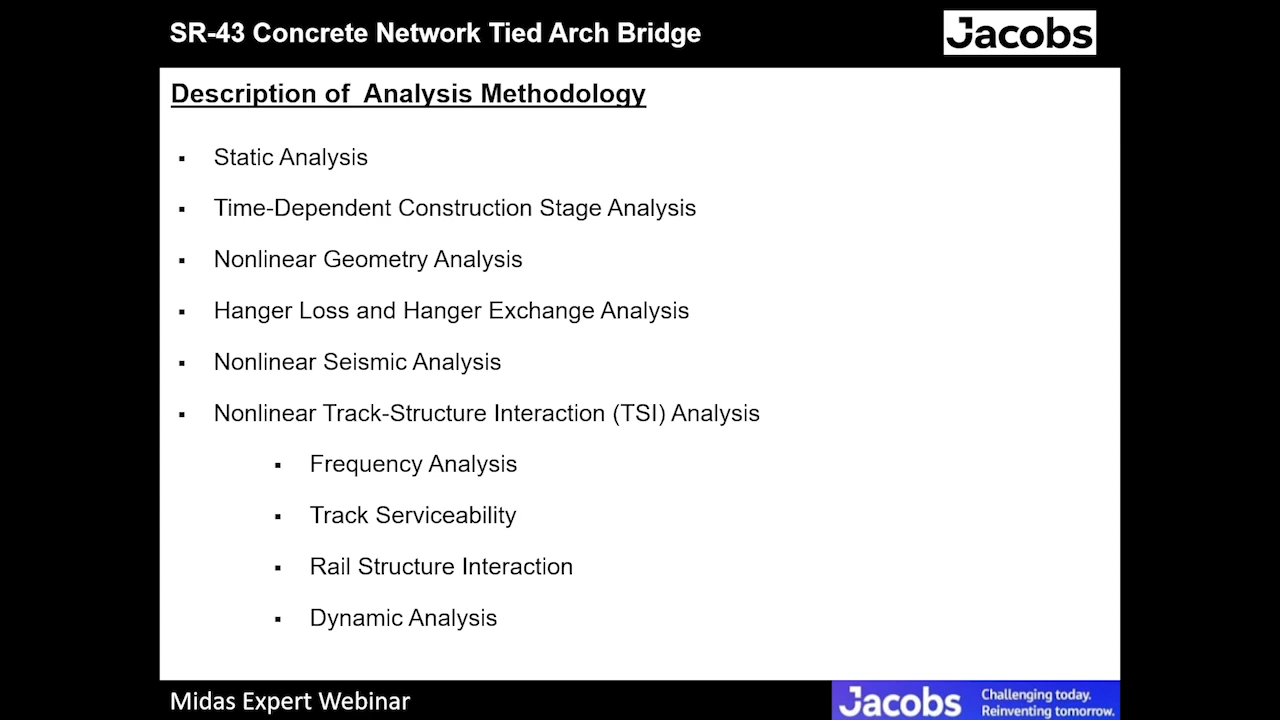 SR-43 Concrete Network Tied Arch Bridge
Jacobs
Description of Analysis Methodology
▪ Static Analysis
▪ Time-Dependent Construction Stage Analysis
▪ Nonlinear Geometry Analysis
▪ Hanger Loss and Hanger Exchange Analysis
▪ Nonlinear Seismic Analysis
▪ Nonlinear Track-Structure Interaction (TSI) Analysis
▪ Frequency Analysis
▪ Track Serviceability
▪ Rail Structure Interaction
▪ Dynamic Analysis
Midas Expert Webinar
Jacobs
Challenging today.
Reinventing tomorrow.